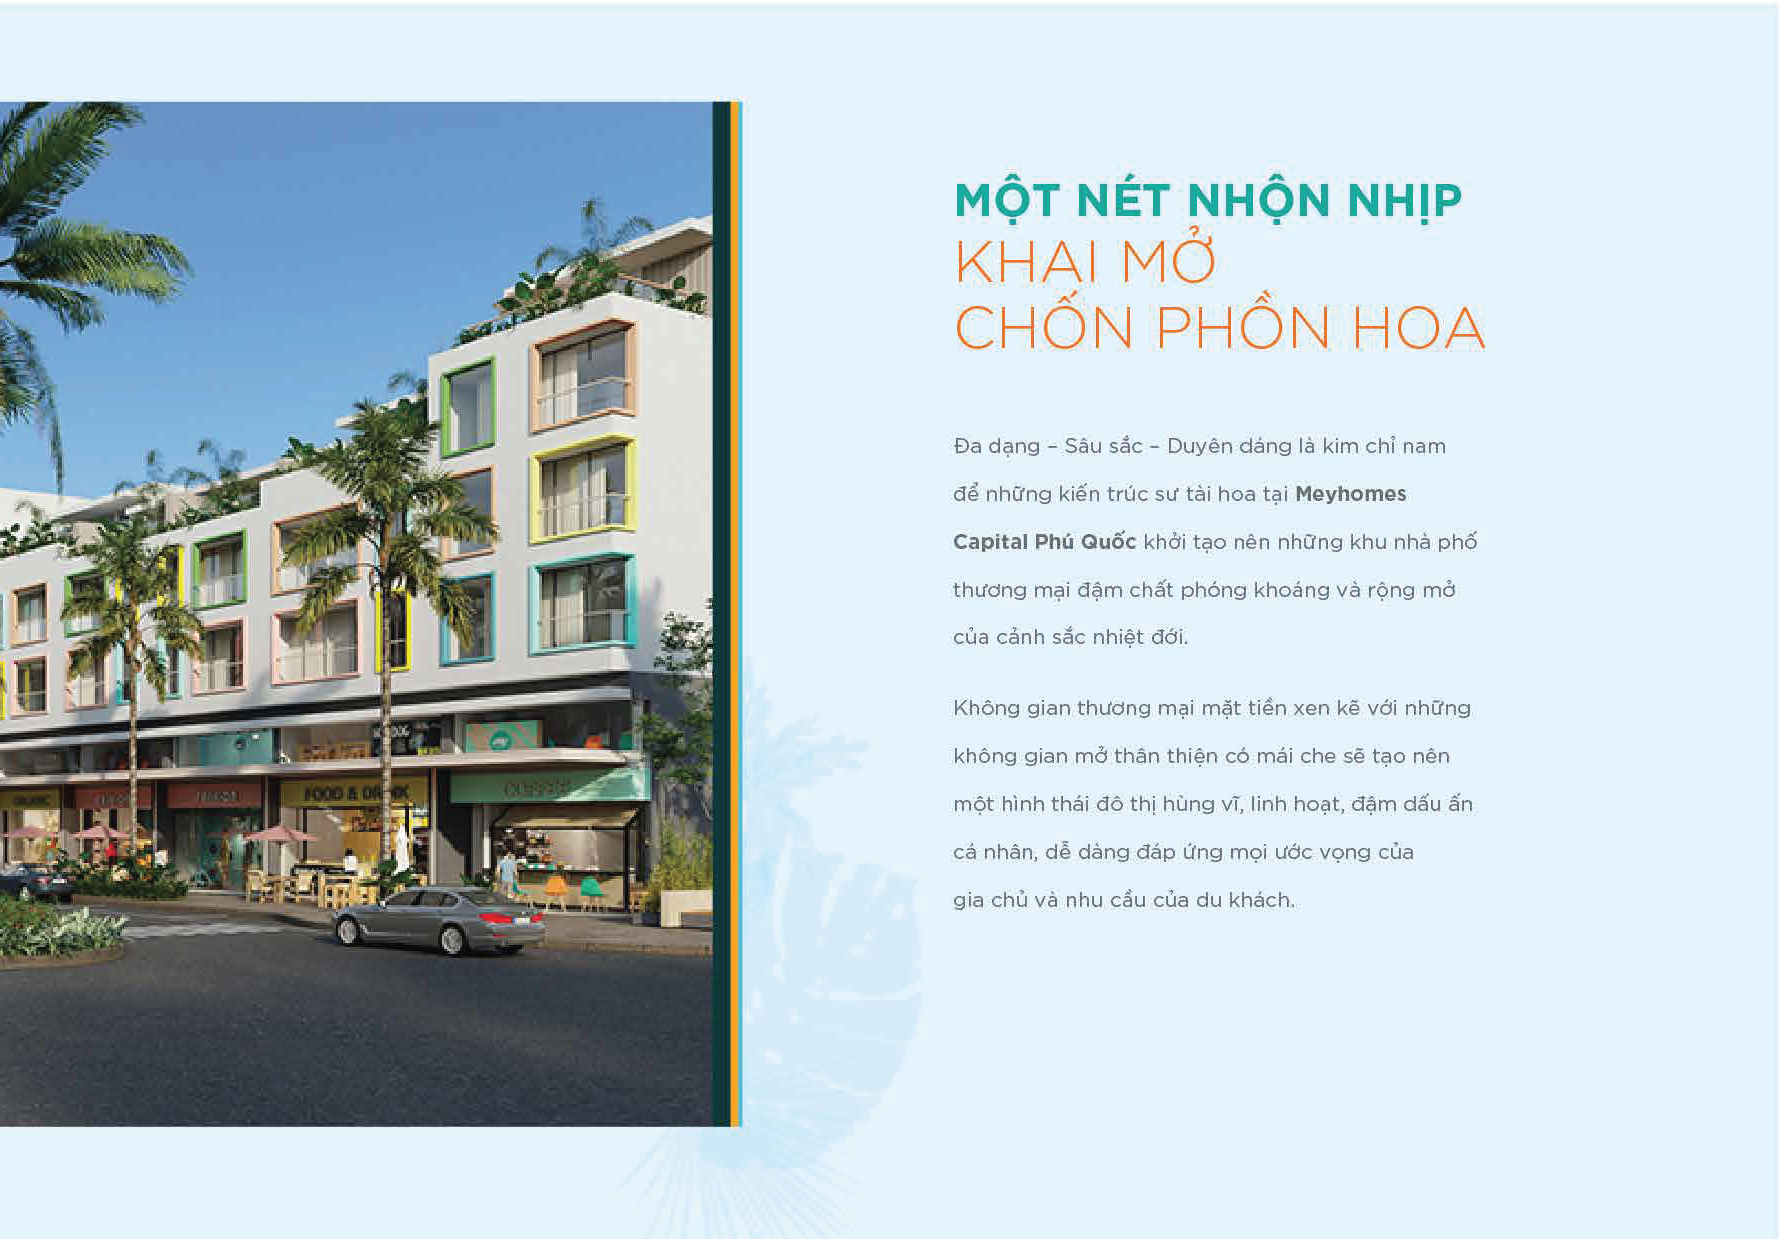 MỘT NÉT NHỘN NHỊP
KHAI MỞ
CHỐN PHỒN HOA
Đa dạng – Sâu sắc – Duyên dáng là kim chỉ nam
để những kiến trúc sư tài hoa tại Meyhomes
Capital Phú Quốc khởi tạo nên những khu nhà phố
thương mại đậm chất phóng khoáng và rộng mở
của cảnh sắc nhiệt đới.
Không gian thương mại mặt tiền xen kẽ với những
không gian mở thân thiện có mái che sẽ tạo nên
một hình thái đô thị hùng vĩ, linh hoạt, đậm dấu ấn
cá nhân, dễ dàng đáp ứng mọi ước vọng của
gia chủ và nhu cầu của du khách.
ORGANIC
FOOD & DRINK
COFFEE